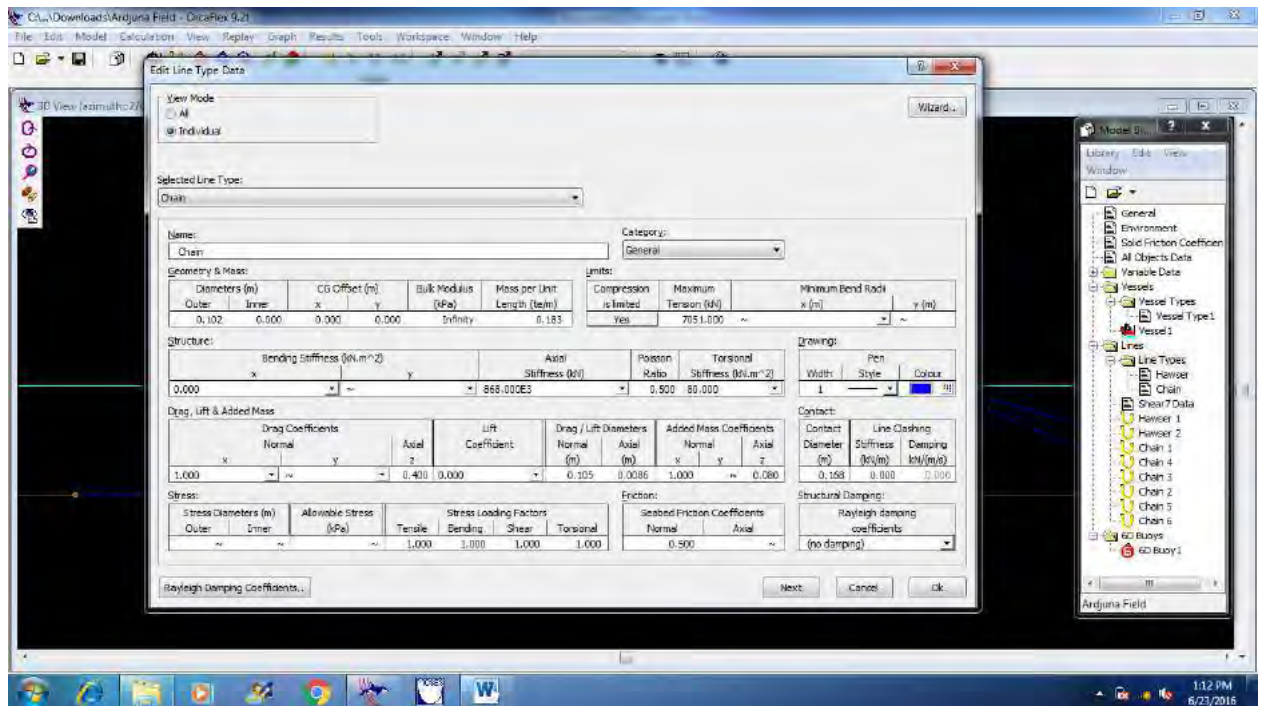 C:\...\Downloads\Ardjuna Field - OrcaFlex 9.2f
File Edit Model Calculation View Replay Graph Results Tools Workspace Window Help
Edit Line Type Data
View Mode
All
Individual
Wizard...
Selected Line Type:
Chain
Name:
Category:
Chain
General
Geometry & Mass:
Limits:
Diameters (m) CG Offset (m) Bulk Modulus Mass per Unit Compression Maximum Minimum Bend Radii
Outer Inner x y (kPa) Length (te/m) is limited Tension (kN) x (m) y (m)
0.102 0.000 0.000 0.000 Infinity 0.183 Yes 7051.000 ~ ~
Structure:
Drawing:
Bending Stiffness (kN.m^2) Axial Poisson Torsional Pen
x y Stiffness (kN) Ratio Stiffness (kN.m^2) Width Style Colour
0.000 ~ 868.000E3 0.500 80.000 1
Drag, Lift & Added Mass
Contact:
Drag Coefficients Lift Drag / Lift Diameters Added Mass Coefficients Contact Line Clashing
Normal Axial Coefficient Normal Axial Normal Axial Diameter Stiffness Damping
x y z (m) (m) x y z (m) (kN/m) kN/(m/s)
1.000 ~ 0.400 0.000 0.105 0.0086 1.000 ~ 0.080 0.168 0.000 0.000
Stress:
Friction:
Structural Damping:
Stress Diameters (m) Allowable Stress Stress Loading Factors Seabed Friction Coefficients Rayleigh damping
Outer Inner (kPa) Tensile Bending Shear Torsional Normal Axial coefficients
~ ~ ~ 1.000 1.000 1.000 1.000 0.500 ~ (no damping)
Rayleigh Damping Coefficients...
Next
Cancel
Ok
Model B...
Library Edit View
Window
General
Environment
Solid Friction Coefficien
All Objects Data
Variable Data
Vessels
Vessel Types
Vessel Type1
Vessel1
Lines
Line Types
Hawser
Chain
Shear7 Data
Hawser 1
Hawser 2
Chain 1
Chain 4
Chain 3
Chain 2
Chain 5
Chain 6
6D Buoys
6D Buoy1
Ardjuna Field
1:12 PM
6/23/2016